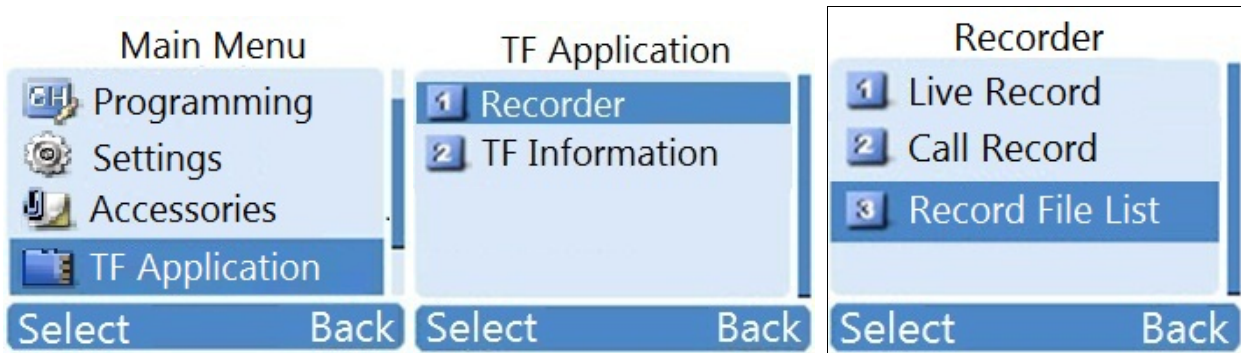 Main Menu
Programming
Settings
Accessories
TF Application
Select Back
TF Application
1 Recorder
2 TF Information
Select Back
Recorder
1 Live Record
2 Call Record
3 Record File List
Select Back